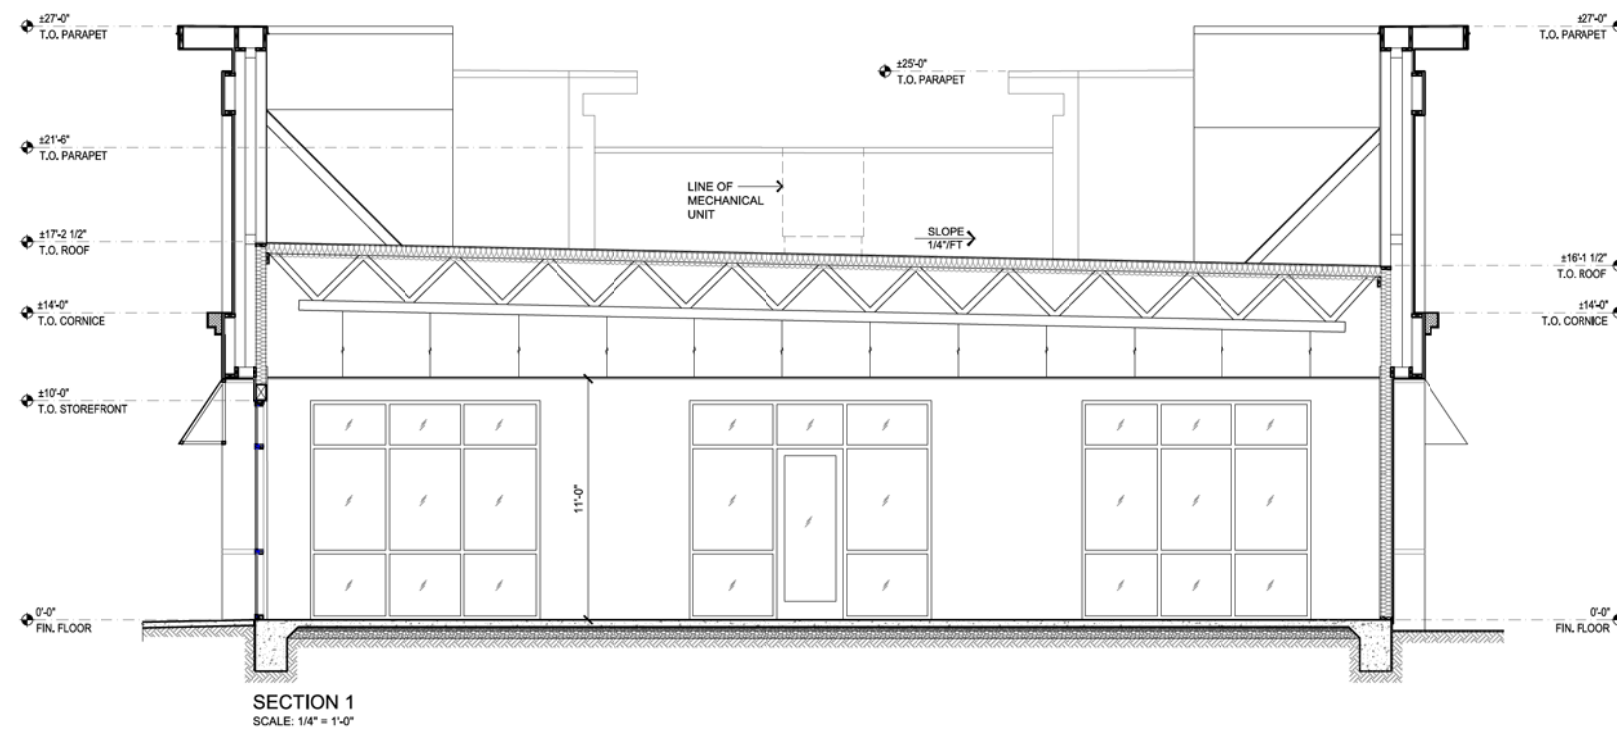 ±27'-0"
T.O. PARAPET
±27'-0"
T.O. PARAPET
±25'-0"
T.O. PARAPET
±21'-6"
T.O. PARAPET
LINE OF
MECHANICAL
UNIT
SLOPE
1/4"/FT
±17'-2 1/2"
T.O. ROOF
±16'-1 1/2"
T.O. ROOF
±14'-0"
T.O. CORNICE
±14'-0"
T.O. CORNICE
±10'-0"
T.O. STOREFRONT
11'-0"
0'-0"
FIN. FLOOR
0'-0"
FIN. FLOOR
SECTION 1
SCALE: 1/4" = 1'-0"